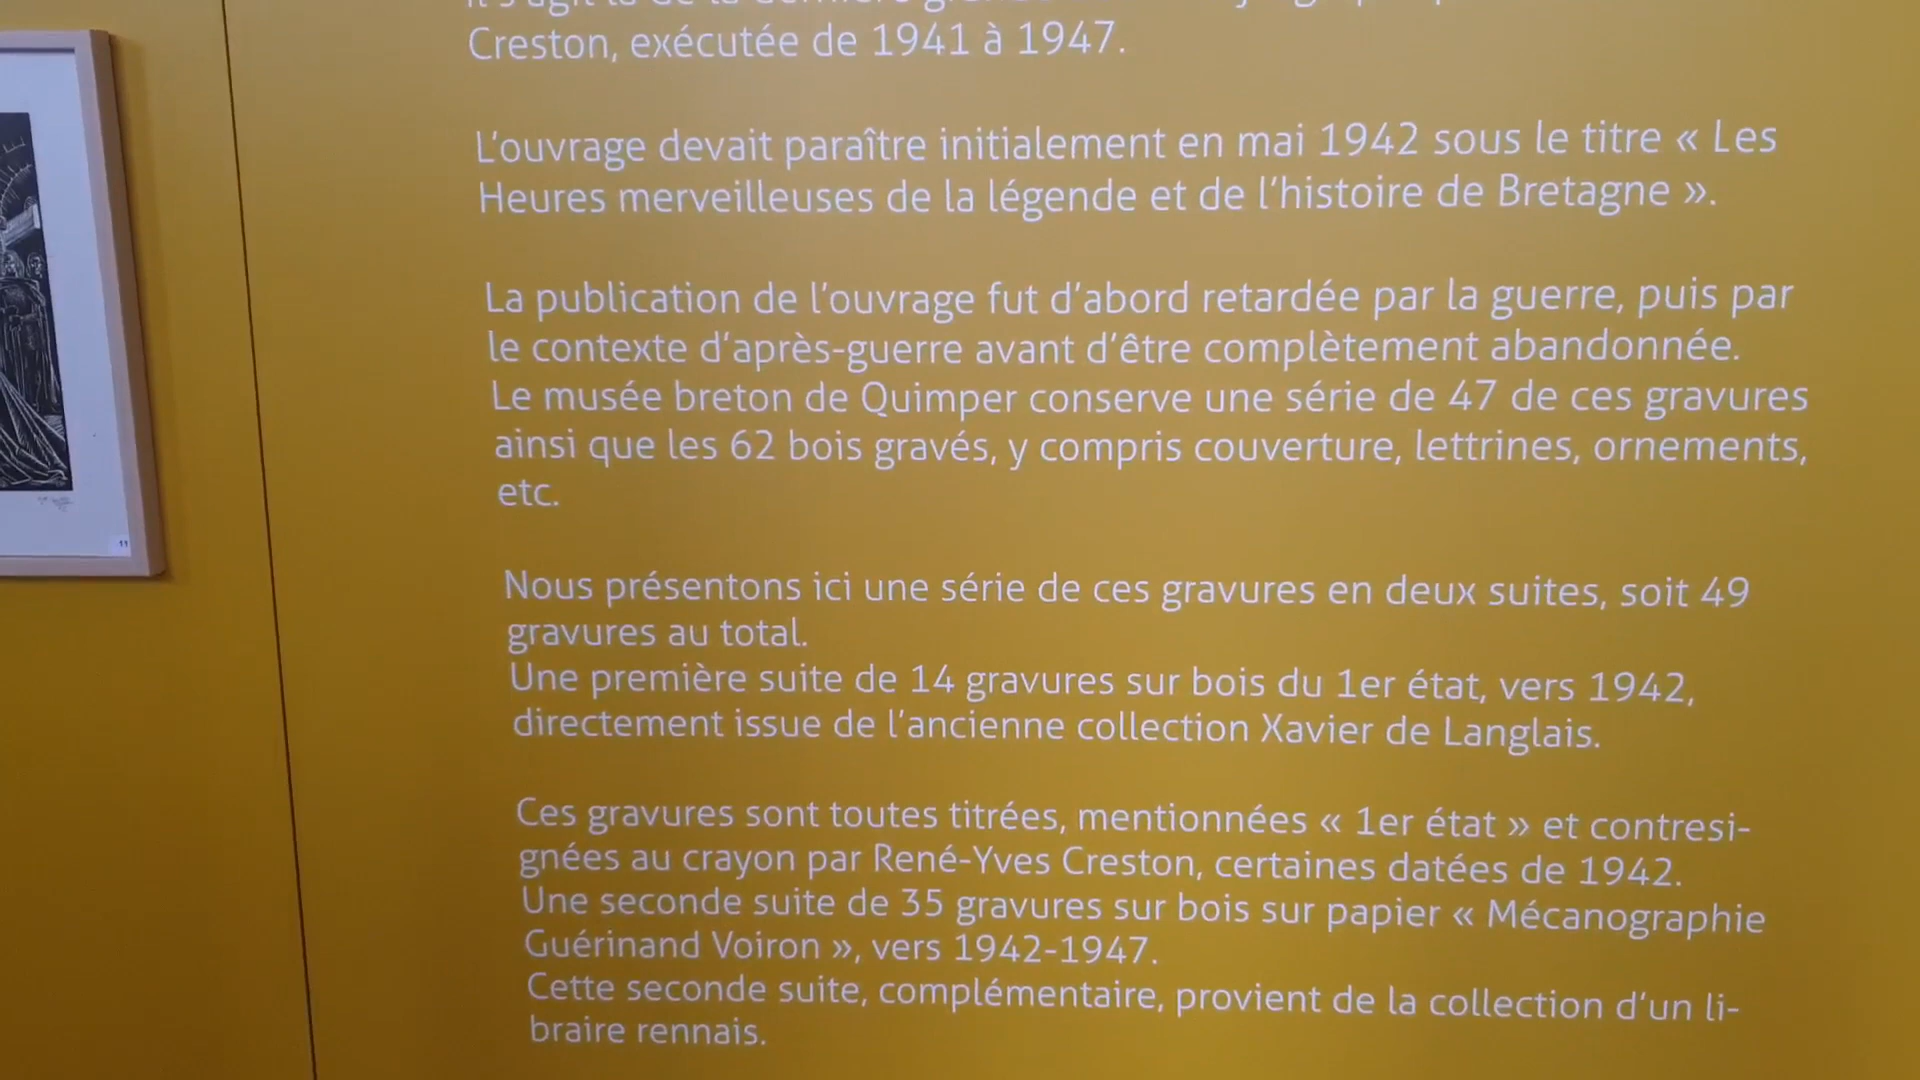 Il s'agit là de la dernière
Creston, exécutée de 1941 à 1947.
L'ouvrage devait paraître initialement en mai 1942 sous le titre « Les
Heures merveilleuses de la légende et de l'histoire de Bretagne ».
La publication de l'ouvrage fut d'abord retardée par la guerre, puis par
le contexte d'après-guerre avant d'être complètement abandonnée.
Le musée breton de Quimper conserve une série de 47 de ces gravures
ainsi que les 62 bois gravés, y compris couverture, lettrines, ornements,
etc.
Nous présentons ici une série de ces gravures en deux suites, soit 49
gravures au total.
Une première suite de 14 gravures sur bois du 1er état, vers 1942,
directement issue de l'ancienne collection Xavier de Langlais.
Ces gravures sont toutes titrées, mentionnées « 1er état » et contresi-
gnées au crayon par René-Yves Creston, certaines datées de 1942.
Une seconde suite de 35 gravures sur bois sur papier « Mécanographie
Guérinand Voiron », vers 1942-1947.
Cette seconde suite, complémentaire, provient de la collection d'un li-
braire rennais.
11